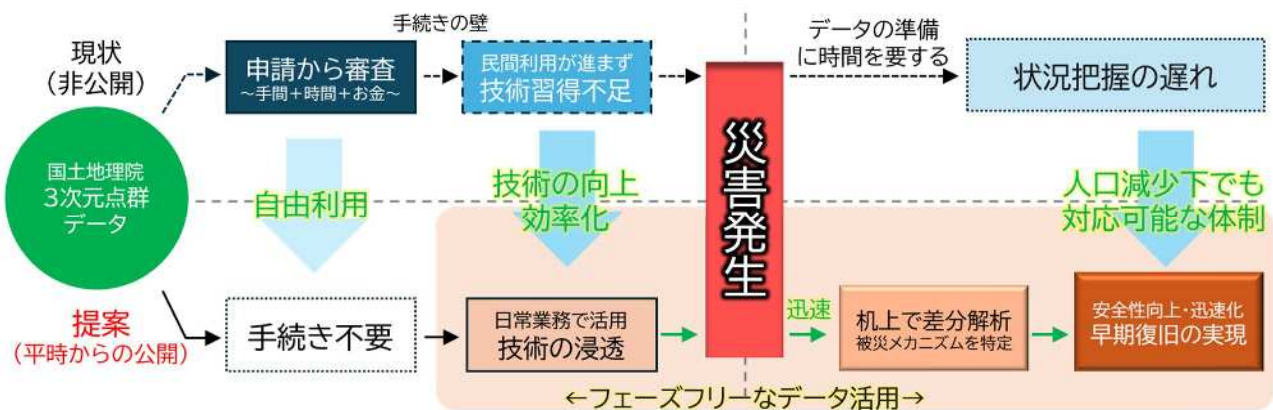 現状
(非公開)
国土地理院
3次元点群
データ
提案
(平時からの公開)
申請から審査
～手間＋時間＋お金～
手続きの壁
民間利用が進まず
技術習得不足
データの準備
に時間を要する
状況把握の遅れ
自由利用
技術の向上
効率化
災害発生
人口減少下でも
対応可能な体制
手続き不要
日常業務で活用
技術の浸透
迅速
机上で差分解析
被災メカニズムを特定
安全性向上・迅速化
早期復旧の実現
←フェーズフリーなデータ活用→